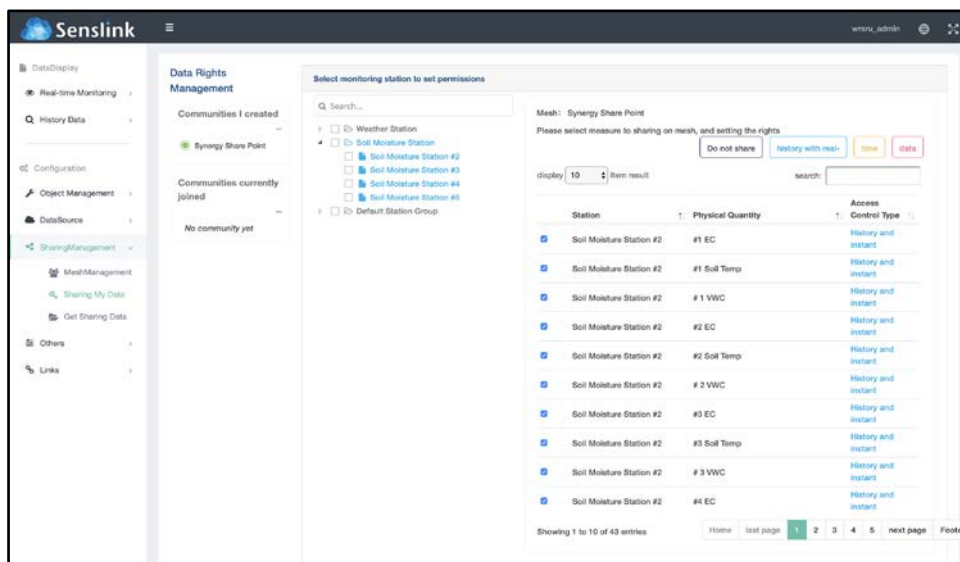 Senslink
wrsru_admin
DataDisplay
Real-time Monitoring
History Data
Configuration
Object Management
DataSource
SharingManagement
MeshManagement
Sharing My Data
Get Sharing Data
Others
Links
Data Rights
Management
Communities I created
...
Synergy Share Point
Communities currently
joined
...
No community yet
Select monitoring station to set permissions
Search...
Weather Station
Soil Moisture Station
Soil Moisture Station #2
Soil Moisture Station #3
Soil Moisture Station #4
Soil Moisture Station #5
Default Station Group
Mesh: Synergy Share Point
Please select measure to sharing on mesh, and setting the rights
Do not share history with real- time data
display 10 item result search:
Station Physical Quantity Access
Control Type
Soil Moisture Station #2 #1 EC History and
instant
Soil Moisture Station #2 #1 Soil Temp History and
instant
Soil Moisture Station #2 # 1 VWC History and
instant
Soil Moisture Station #2 #2 EC History and
instant
Soil Moisture Station #2 #2 Soil Temp History and
instant
Soil Moisture Station #2 # 2 VWC History and
instant
Soil Moisture Station #2 #3 EC History and
instant
Soil Moisture Station #2 #3 Soil Temp History and
instant
Soil Moisture Station #2 # 3 VWC History and
instant
Soil Moisture Station #2 #4 EC History and
instant
Showing 1 to 10 of 43 entries Home last page 1 2 3 4 5 next page Foote